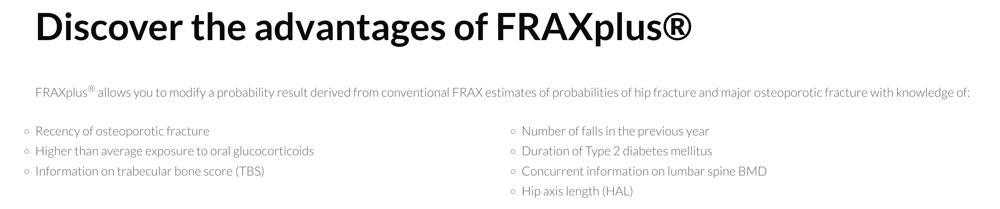 Discover the advantages of FRAXplus®
FRAXplus® allows you to modify a probability result derived from conventional FRAX estimates of probabilities of hip fracture and major osteoporotic fracture with knowledge of:
Recency of osteoporotic fracture
Higher than average exposure to oral glucocorticoids
Information on trabecular bone score (TBS)
Number of falls in the previous year
Duration of Type 2 diabetes mellitus
Concurrent information on lumbar spine BMD
Hip axis length (HAL)